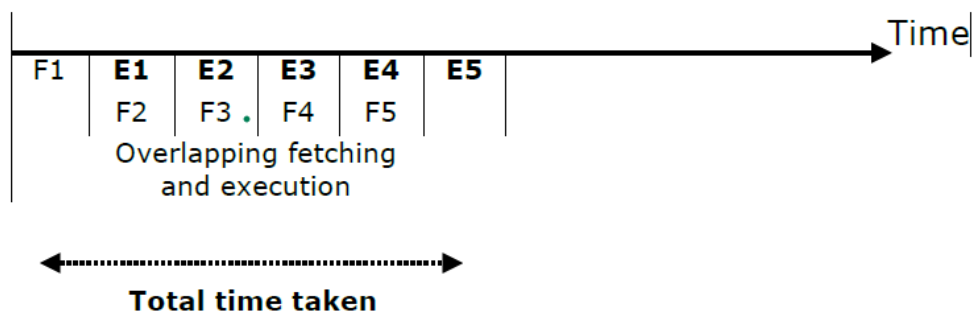 Time
F1 E1 E2 E3 E4 E5
F2 F3 . F4 F5
Overlapping fetching
and execution
Total time taken